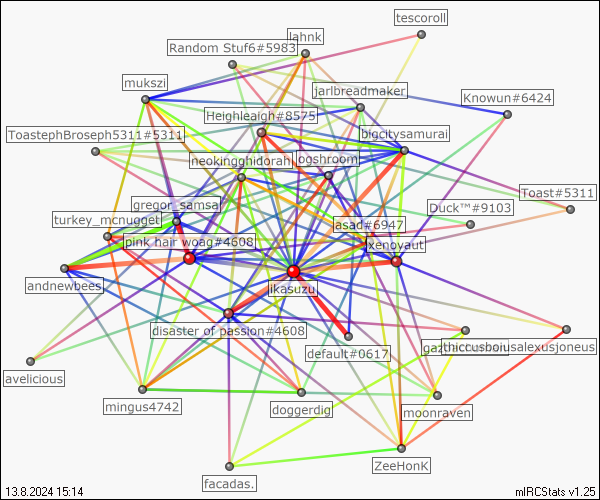 tescoroll
lahnk
Random Stuf6#5983
mukszi
jarlbreadmaker
Knowun#6424
Heighleaigh#8575
ToastephBroseph5311#5311
bigcitysamurai
neokingghidorahj
ogshroom
Toast#5311
gregor_samsa
Duck™#9103
turkey_mcnugget
asad#6947
pink hair woag#4608
xenoyaut
andnewbees
ikasuzu
disaster of passion#4608
default#0617
thiccusboiusalexusjoneus
avelicious
mingus4742
doggerdig
moonraven
ZeeHonK
facadas.
13.8.2024 15:14
mIRCStats v1.25